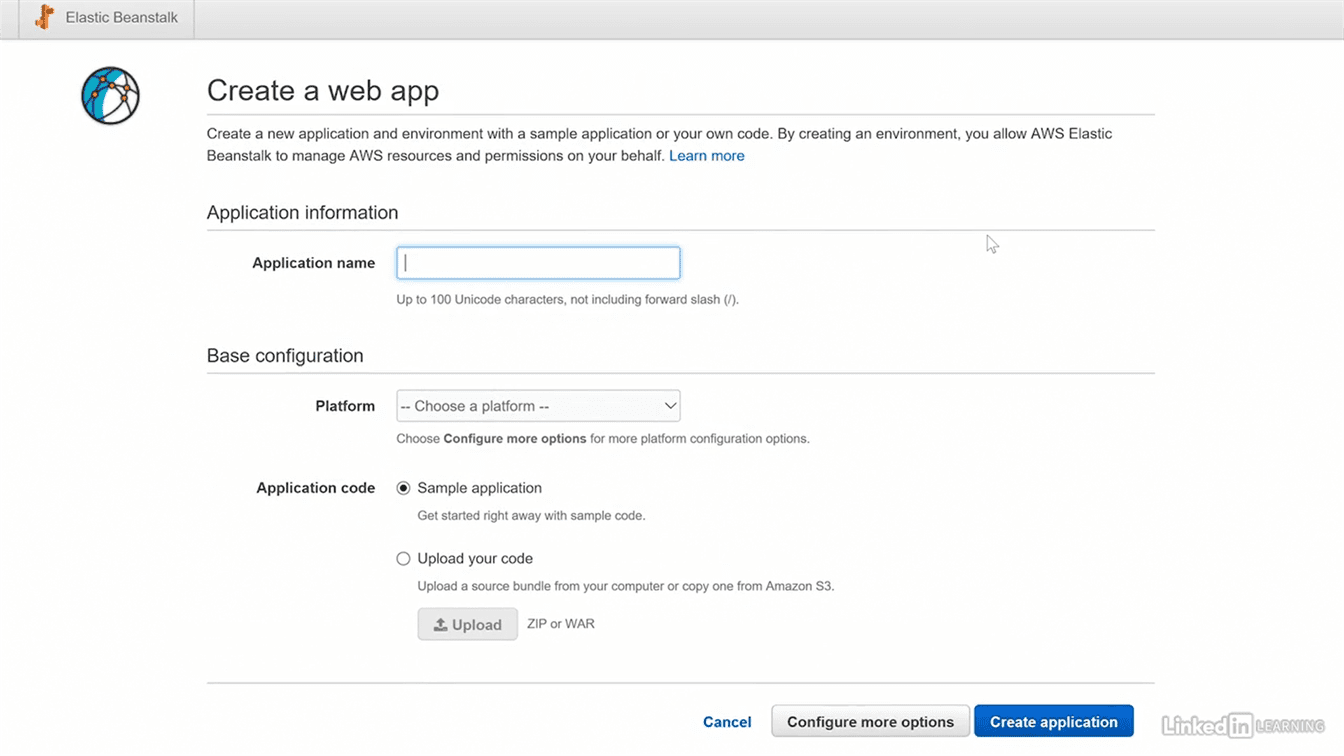 Elastic Beanstalk
Create a web app
Create a new application and environment with a sample application or your own code. By creating an environment, you allow AWS Elastic
Beanstalk to manage AWS resources and permissions on your behalf. Learn more
Application information
Application name
Up to 100 Unicode characters, not including forward slash (/).
Base configuration
Platform -- Choose a platform --
Choose Configure more options for more platform configuration options.
Application code Sample application
Get started right away with sample code.
Upload your code
Upload a source bundle from your computer or copy one from Amazon S3.
Upload ZIP or WAR
Cancel Configure more options Create application
LinkedIn LEARNING